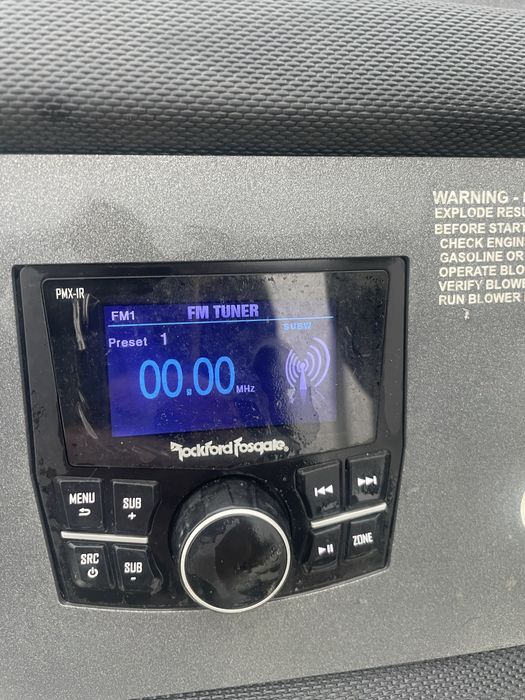 WARNING -
EXPLODE
BEFORE START
CHECK ENGIN
GASOLINE OR
OPERATE BLO
VERIFY BLOWE
RUN BLOWER
PMX-1R
FM1 FM TUNER
SUBW
Preset 1
00.00 MHz
Rockford Fosgate®
MENU
SUB
+
SRC
SUB
-
ZONE